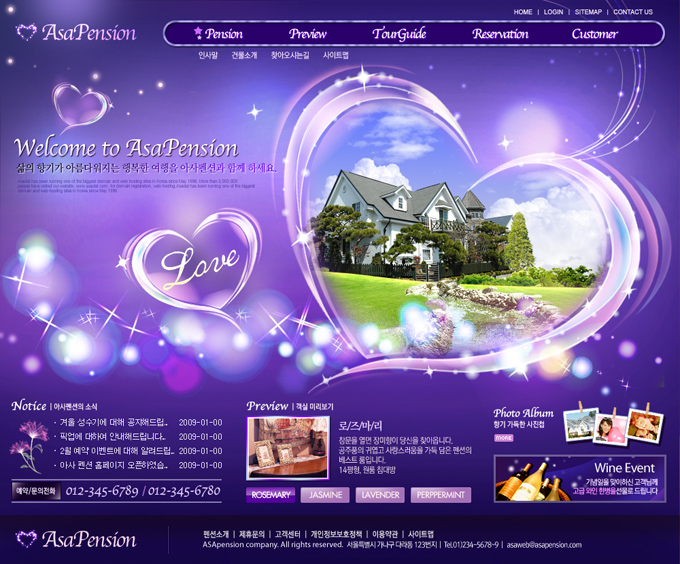 HOME | LOGIN | SITEMAP | CONTACT US
AsaPension
Pension Preview TourGuide Reservation Customer
인사말 건물소개 찾아오시는길 사이트맵
Welcome to AsaPension
삶의 향기가 아름다워지는 행복한 여행을 아사펜션과 함께 하세요.
Love
Notice | 아사펜션의 소식
· 겨울 성수기에 대해 공지해드립.. 2009-01-00
· 픽업에 대하여 안내해드립니다.. 2009-01-00
· 2월 예약 이벤트에 대해 알려드립.. 2009-01-00
· 아사 펜션 홈페이지 오픈하였습.. 2009-01-00
예약/문의전화 012-345-6789 / 012-345-6780
Preview | 객실 미리보기
로/즈/마/리
창문을 열면 장미향이 당신을 찾아옵니다.
공주풍의 귀엽고 사랑스러움을 가득 담은 펜션의
베스트 룸입니다.
14평형, 원룸 침대방
ROSEMARY JASMINE LAVENDER PERPPERMINT
Photo Album
향기 가득한 사진첩
more
Wine Event
기념일을 맞이하신 고객님께
고급 와인 한병을 선물로 드립니다
AsaPension
펜션소개 | 제휴문의 | 고객센터 | 개인정보보호정책 | 이용약관 | 사이트맵
ASApension company. All rights reserved. 서울특별시 가나구 다라동 123번지 | Tel.01)234-5678~9 | asaweb@asapension.com